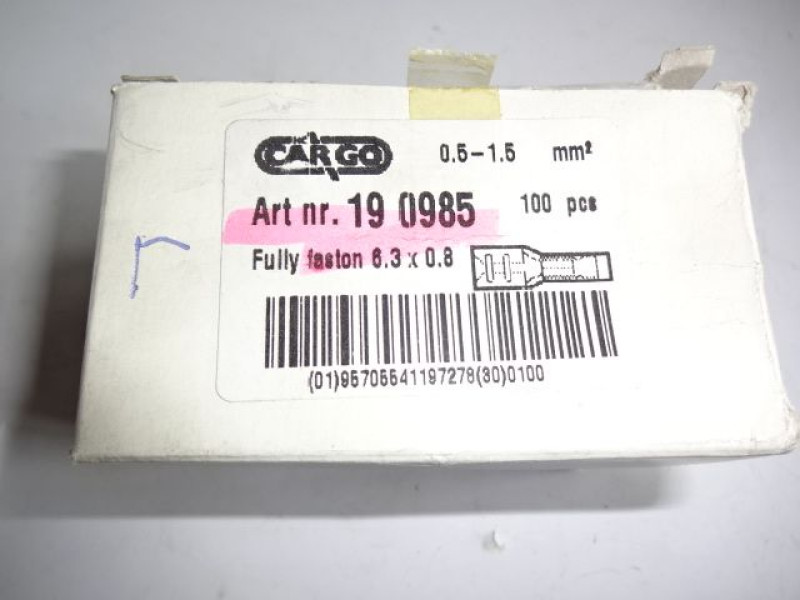 CARGO 0.5-1.5 mm²
Art nr. 19 0985 100 pcs
Fully faston 6.3 x 0.8
(01)95705541197278(30)0100